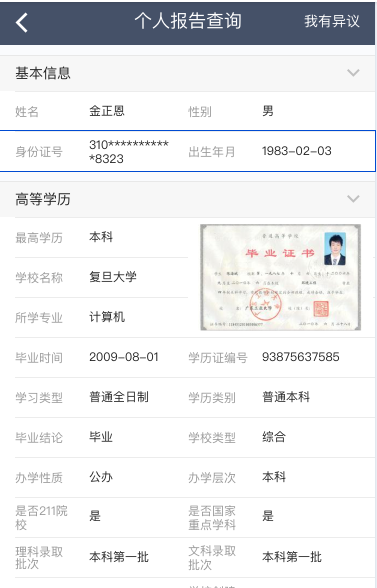 个人报告查询 我有异议
基本信息
姓名 金正恩 性别 男
身份证号 310********** 出生年月 1983-02-03
*8323
高等学历
最高学历 本科
学校名称 复旦大学
所学专业 计算机
毕业证书
毕业时间 2009-08-01 学历证编号 93875637585
学习类型 普通全日制 学历类别 普通本科
毕业结论 毕业 学校类型 综合
办学性质 公办 办学层次 本科
是否211院 是 是否国家 是
校 重点学科
理科录取 本科第一批 文科录取 本科第一批
批次 批次